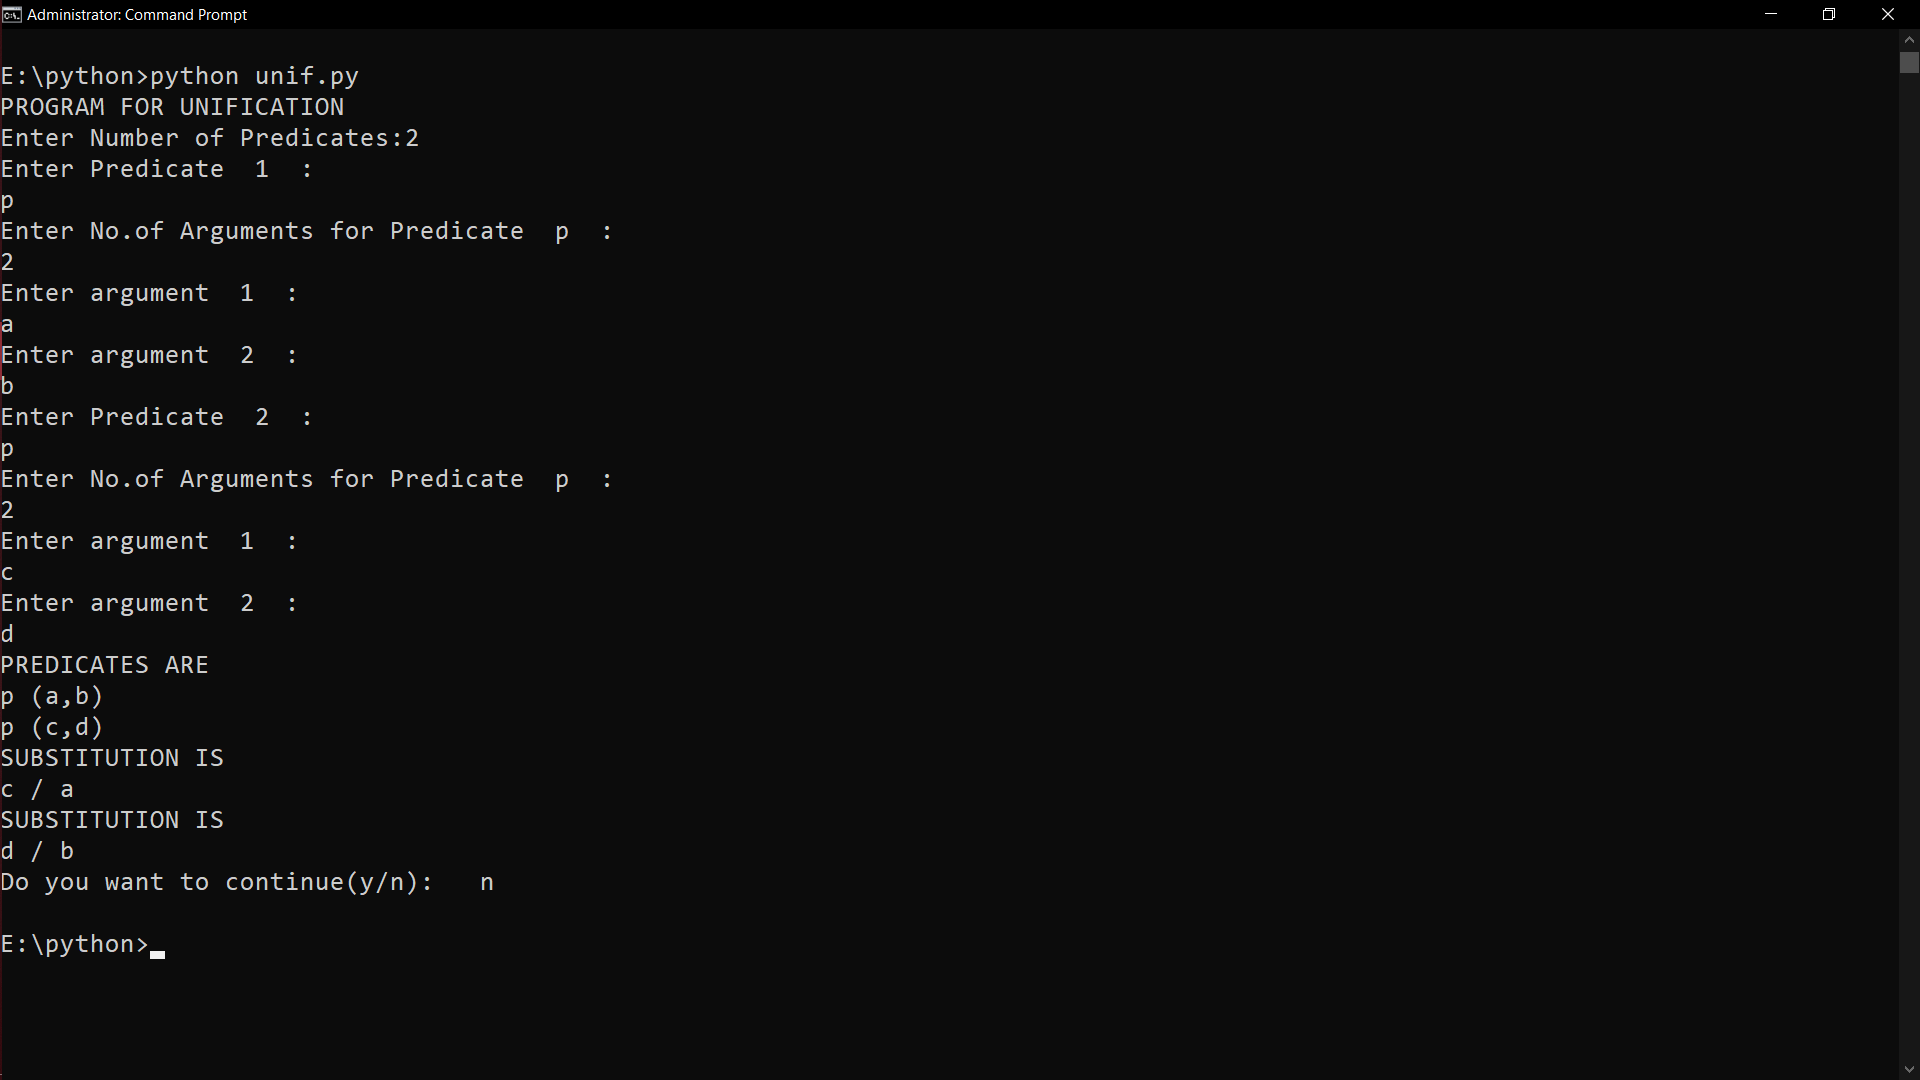 Administrator: Command Prompt
E:\python>python unif.py
PROGRAM FOR UNIFICATION
Enter Number of Predicates:2
Enter Predicate  1  :
p
Enter No.of Arguments for Predicate  p  :
2
Enter argument  1  :
a
Enter argument  2  :
b
Enter Predicate  2  :
p
Enter No.of Arguments for Predicate  p  :
2
Enter argument  1  :
c
Enter argument  2  :
d
PREDICATES ARE
p (a,b)
p (c,d)
SUBSTITUTION IS
c / a
SUBSTITUTION IS
d / b
Do you want to continue(y/n):   n
E:\python>